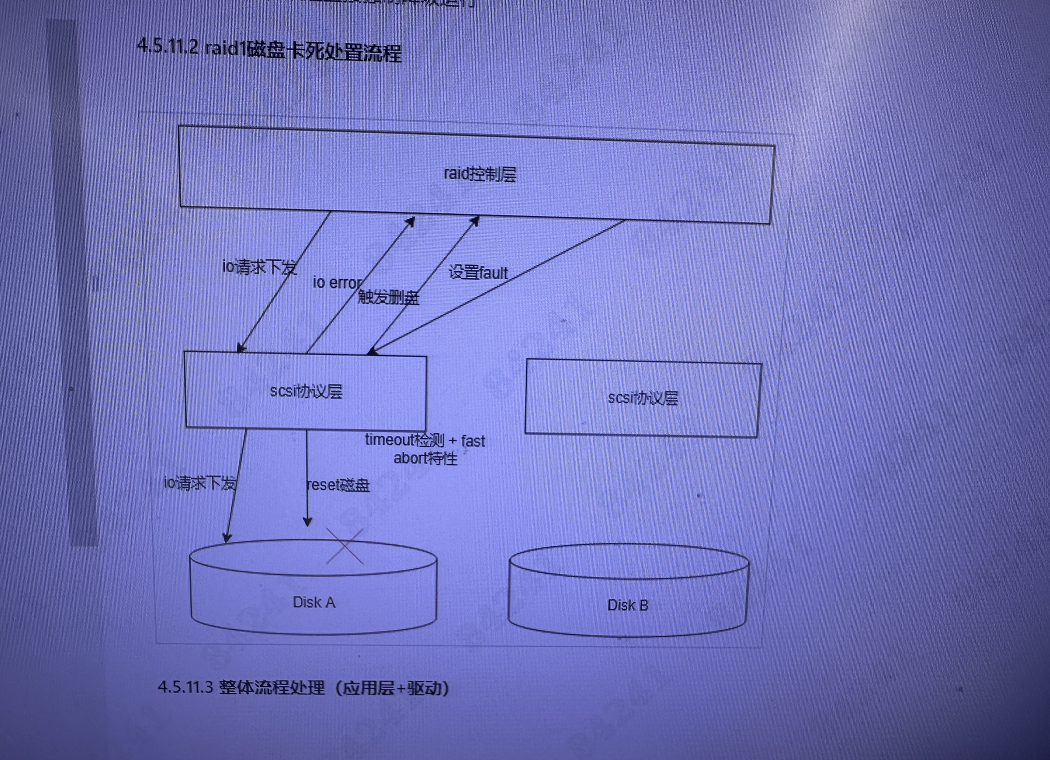 4.5.11.2 raid1磁盘卡死处置流程
raid控制层
io请求下发
io error
触发删盘
设置fault
scsi协议层
scsi协议层
timeout检测 + fast
abort特性
io请求下发
reset磁盘
Disk A
Disk B
4.5.11.3 整体流程处理（应用层+驱动）